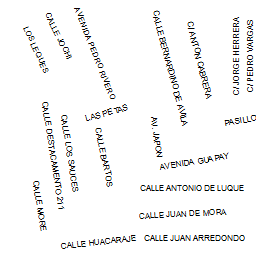 LOS LEQUES
CALLE JO CHI
AVENIDA PEDRO RIVERO
CALLE BERNARDINO DE AVILA
C/ ANTON CABRERA
C/JORGE HERRERA
C/ PEDRO VARGAS
LAS PETAS
PASILLO
CALLE DESTACAMENTO 211
CALLE LOS SAUCES
CALLE BARTOS
AV. JAPON
AVENIDA GUAPAY
CALLE MORE
CALLE ANTONIO DE LUQUE
CALLE JUAN DE MORA
CALLE HUACARAJE
CALLE JUAN ARREDONDO